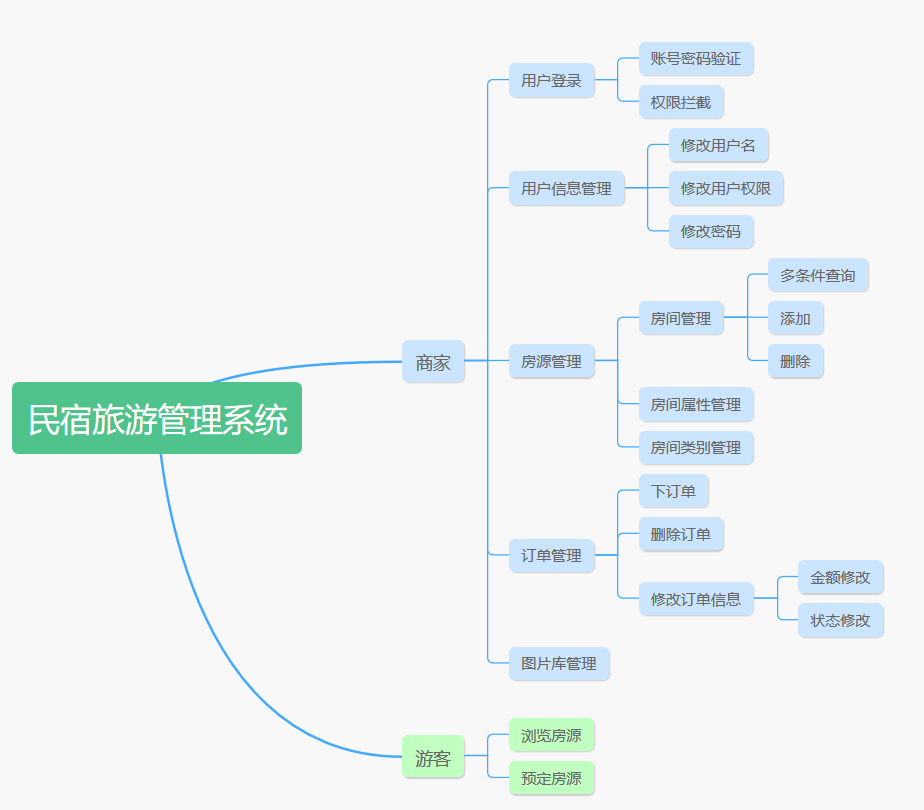 民宿旅游管理系统
商家
用户登录
账号密码验证
权限拦截
用户信息管理
修改用户名
修改用户权限
修改密码
房源管理
房间管理
多条件查询
添加
删除
房间属性管理
房间类别管理
订单管理
下订单
删除订单
修改订单信息
金额修改
状态修改
图片库管理
游客
浏览房源
预定房源